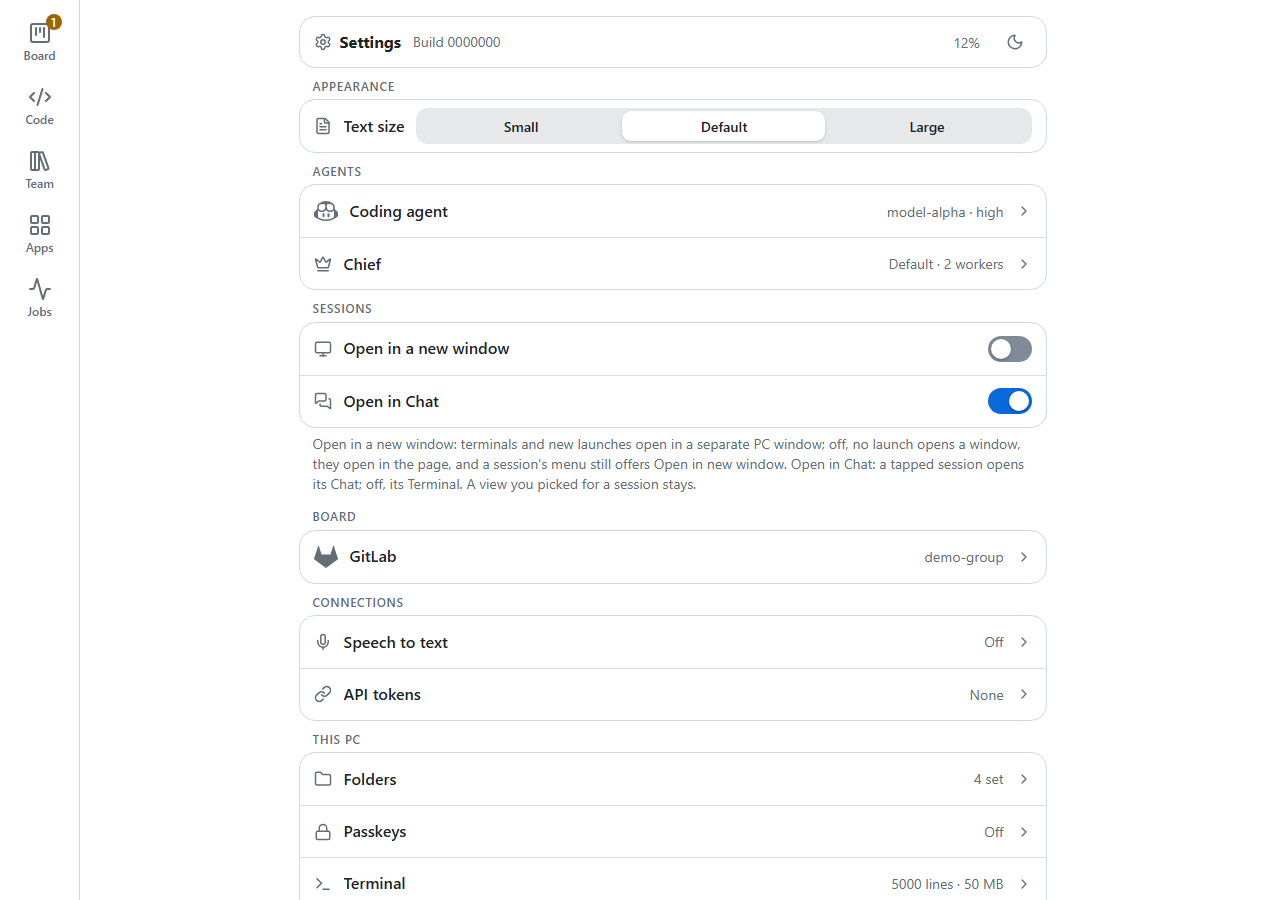 1
Board
Code
Team
Apps
Jobs
Settings Build 0000000 12%
APPEARANCE
Text size Small Default Large
AGENTS
Coding agent model-alpha · high
Chief Default · 2 workers
SESSIONS
Open in a new window
Open in Chat
Open in a new window: terminals and new launches open in a separate PC window; off, no launch opens a window,
they open in the page, and a session's menu still offers Open in new window. Open in Chat: a tapped session opens
its Chat; off, its Terminal. A view you picked for a session stays.
BOARD
GitLab demo-group
CONNECTIONS
Speech to text Off
API tokens None
THIS PC
Folders 4 set
Passkeys Off
Terminal 5000 lines · 50 MB